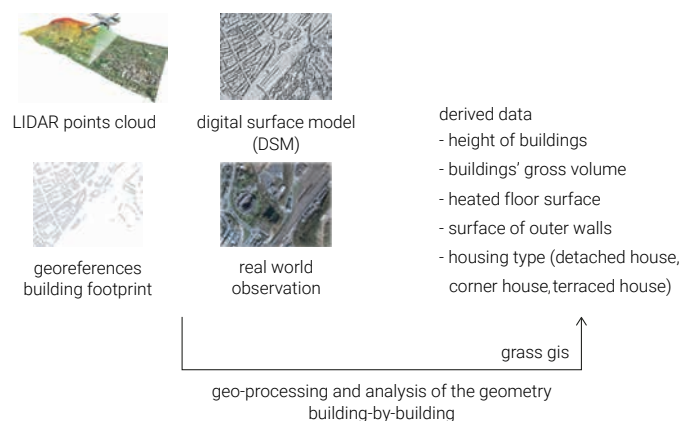 LIDAR points cloud
digital surface model
(DSM)
georeferences
building footprint
real world
observation
derived data
- height of buildings
- buildings' gross volume
- heated floor surface
- surface of outer walls
- housing type (detached house,
corner house, terraced house)
grass gis
geo-processing and analysis of the geometry
building-by-building